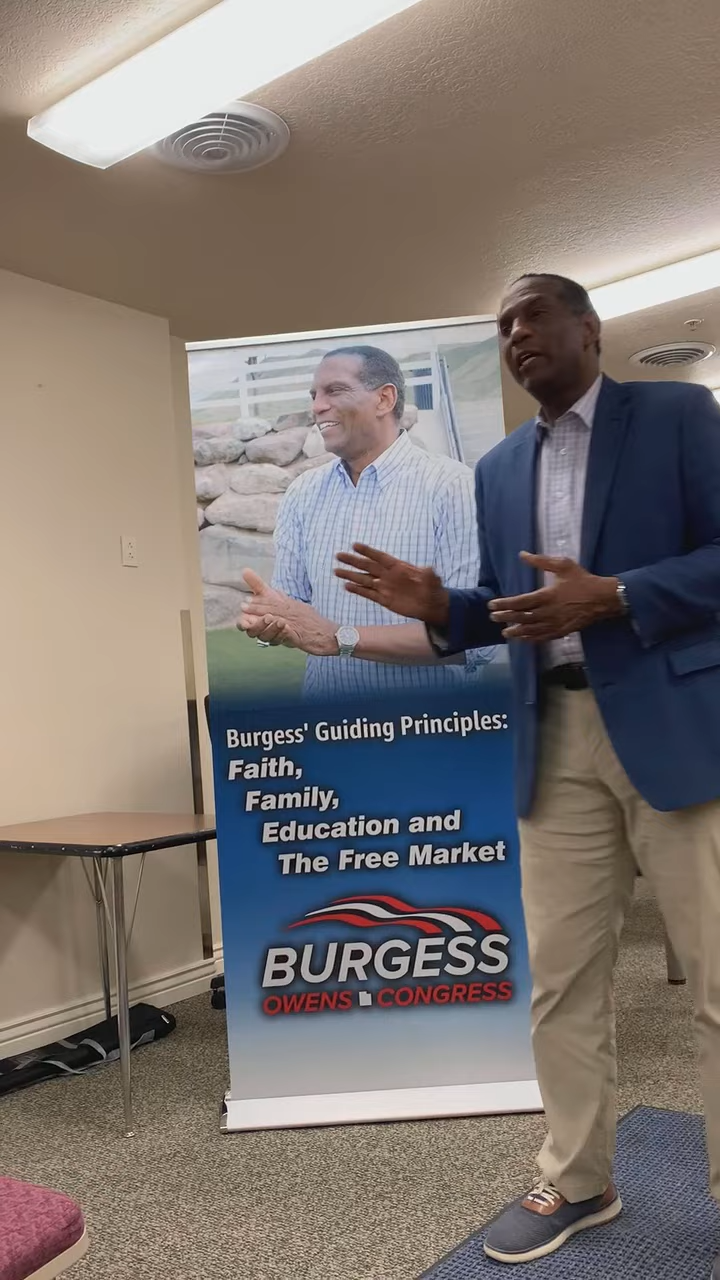 Burgess' Guiding Principles:
Faith,
Family,
Education and
The Free Market
BURGESS
OWENS CONGRESS